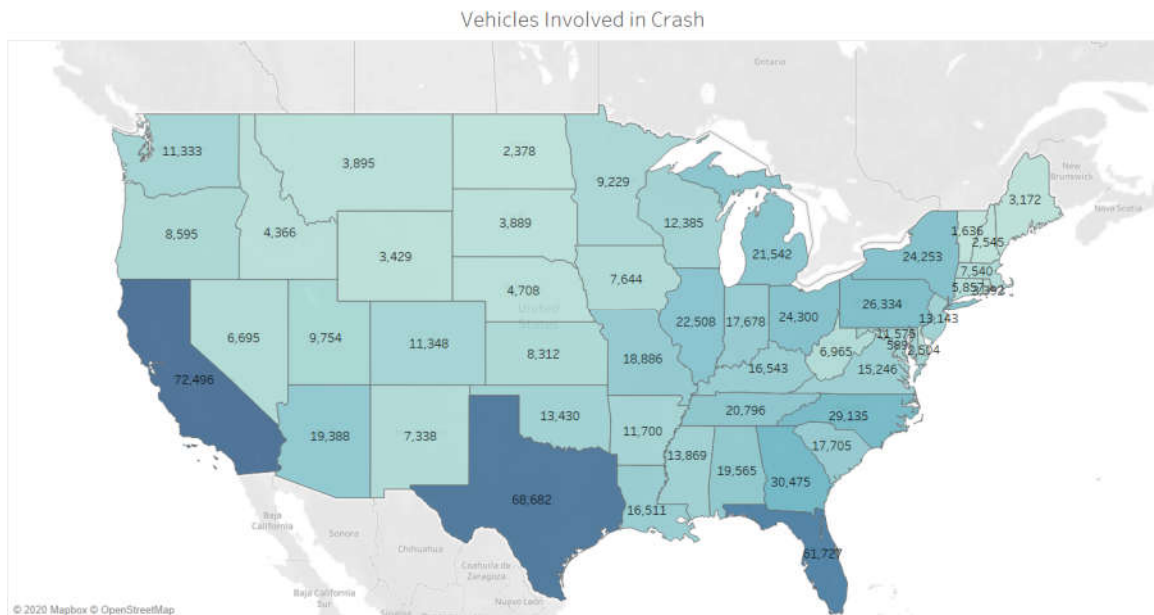 Vehicles Involved in Crash
Ontario
New
Brunswick
Nova Scotia
11,333
3,895
2,378
9,229
3,172
8,595
4,366
3,889
12,385
1,636
2,545
3,429
21,542
24,253
7,540
7,644
5,857
4,708
United
26,334
6,695
9,754
22,508
17,678
24,300
13,143
11,348
11,575
8,312
18,886
6,965
2,504
15,246
16,543
72,496
20,796
29,135
19,388
7,338
13,430
11,700
17,705
13,869
19,565
30,475
68,682
16,511
61,727
Baja
California
Sonora
Chihuahua
Coahuila de
Zaragoza
Baja California
Sur
Nuevo León
© 2020 Mapbox © OpenStreetMap